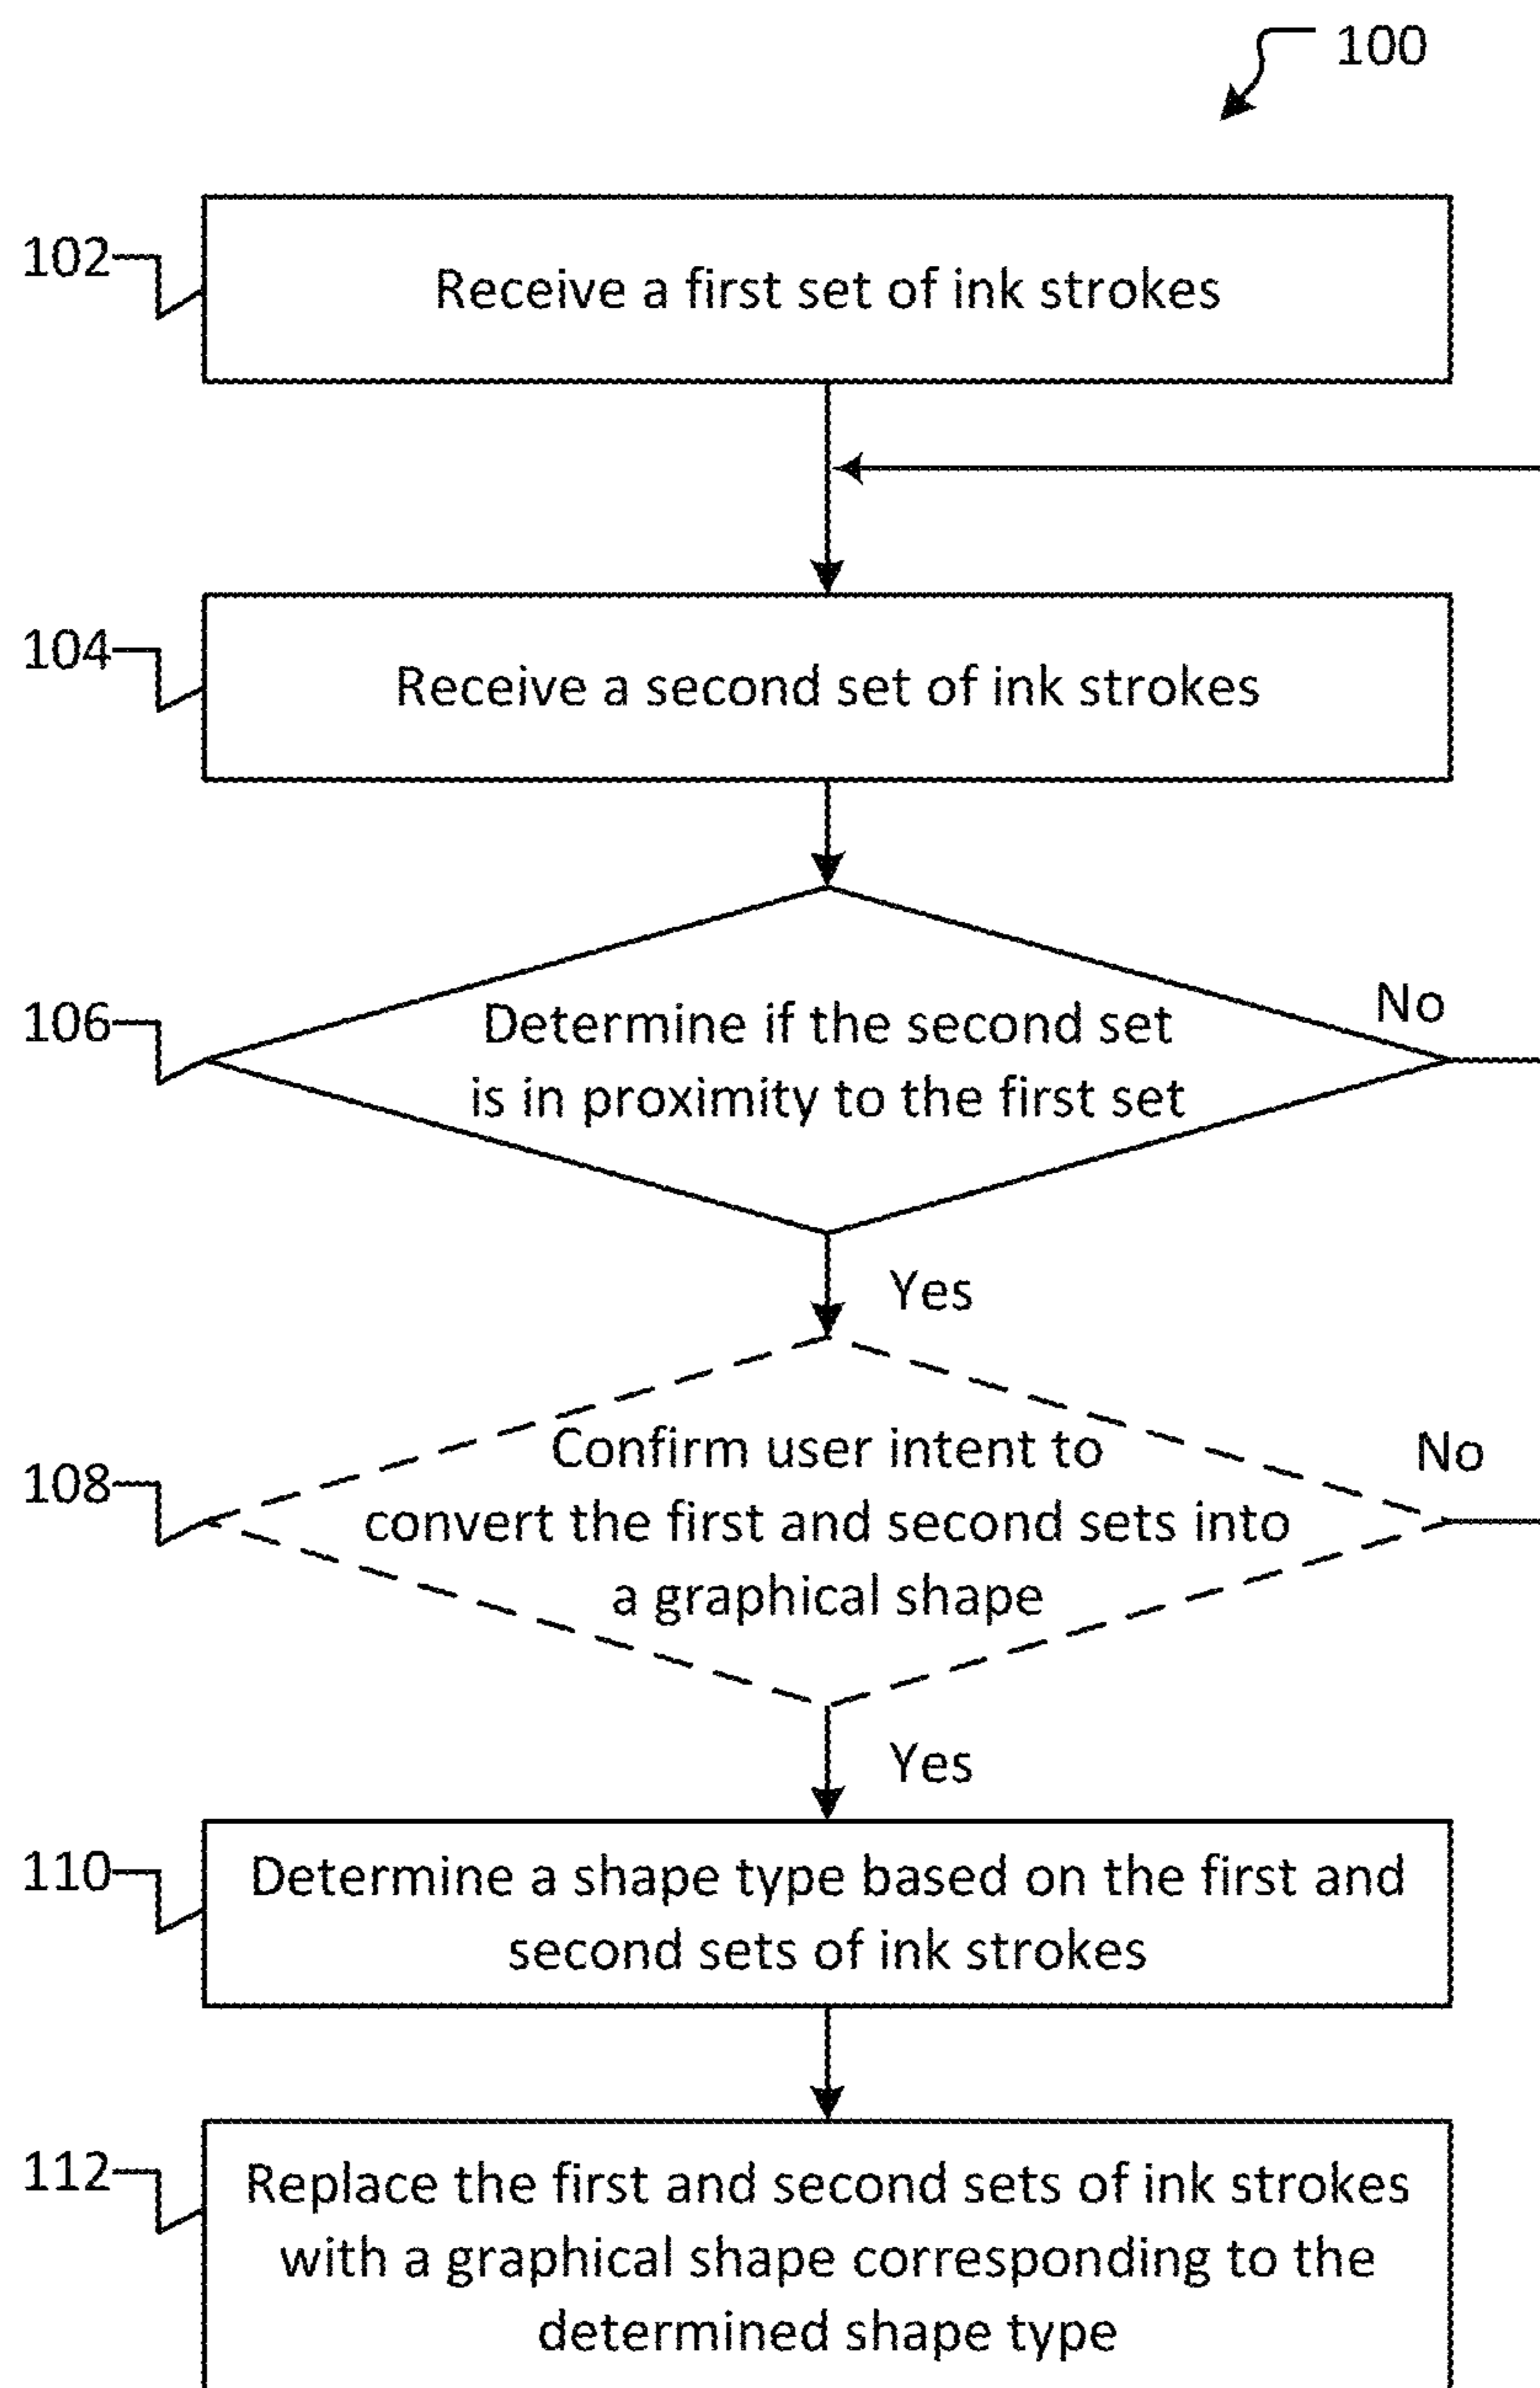 100
102
Receive a first set of ink strokes
104
Receive a second set of ink strokes
106
Determine if the second set
is in proximity to the first set
No
Yes
108
Confirm user intent to
convert the first and second sets into
a graphical shape
No
Yes
110
Determine a shape type based on the first and
second sets of ink strokes
112
Replace the first and second sets of ink strokes
with a graphical shape corresponding to the
determined shape type